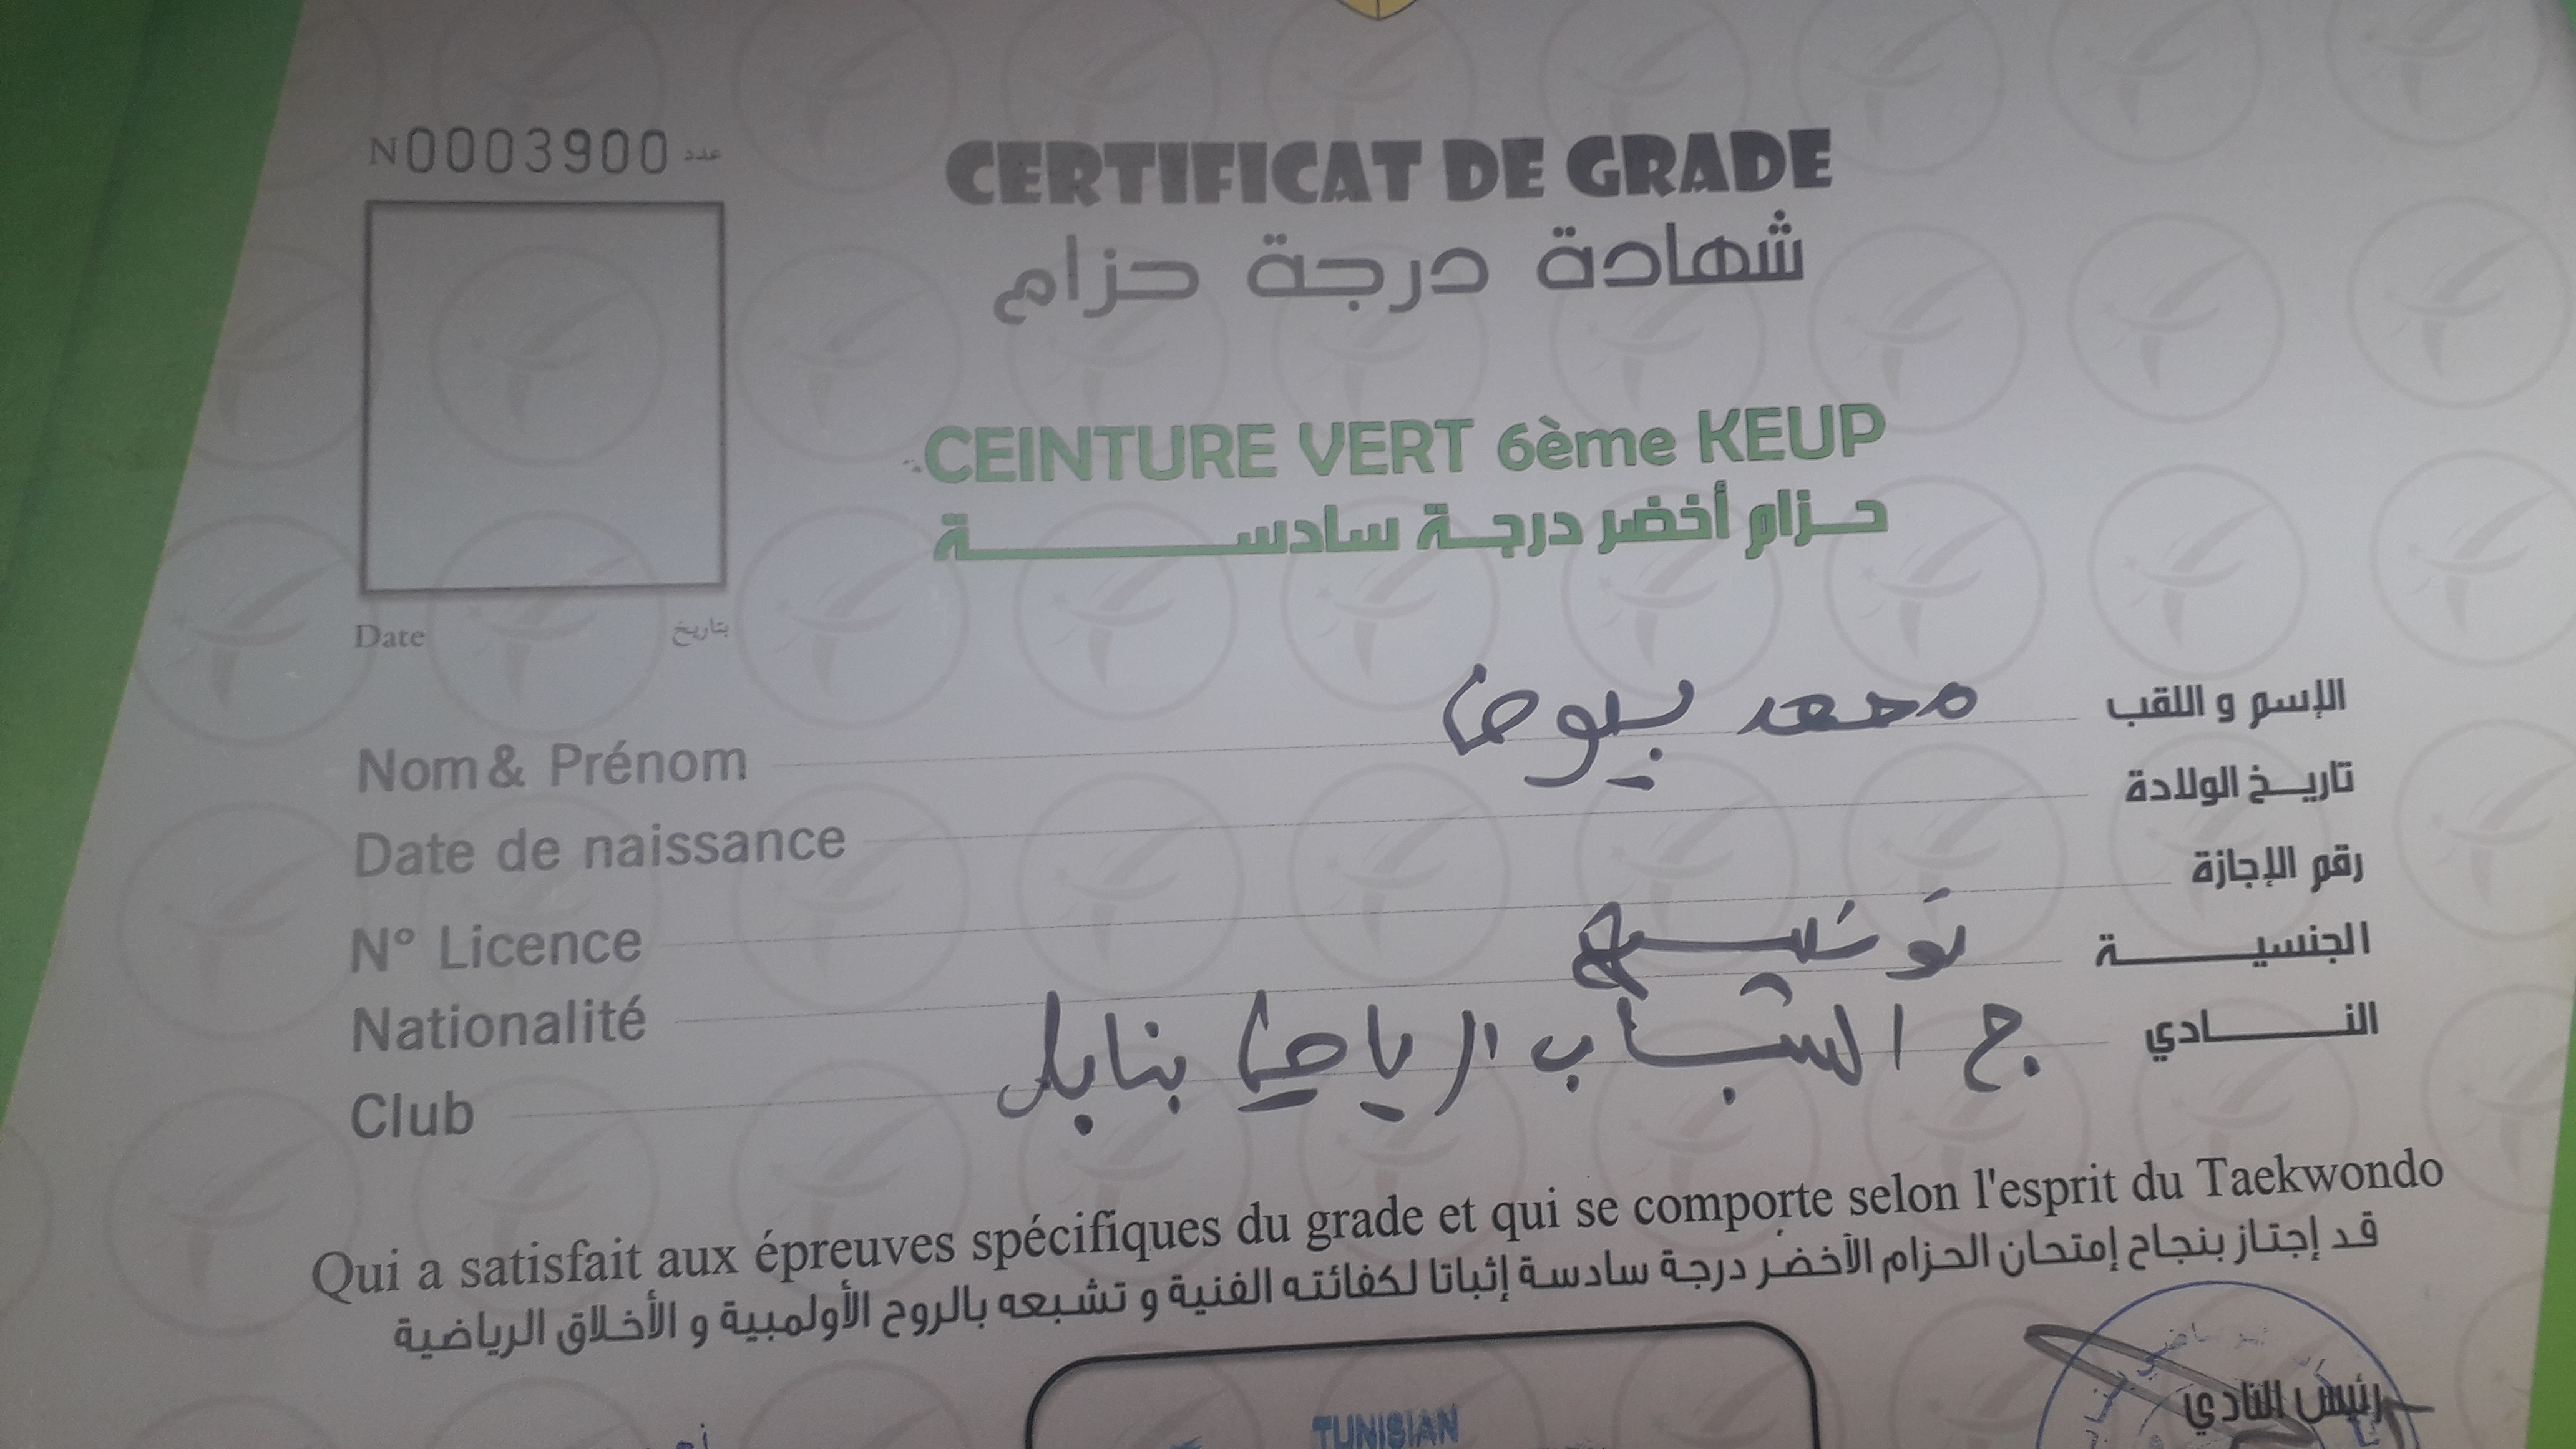 N0003900 عدد
CERTIFICAT DE GRADE
شهادة درجة حزام
CEINTURE VERT 6ème KEUP
حزام أخضر درجة سادسة
Date بتاريخ
الإسم و اللقب محمد
Nom & Prénom
تاريخ الولادة
Date de naissance
رقم الإجازة
N° Licence
الجنسية تونسية
Nationalité
النادي ج الشباب الرياضي بنابل
Club
Qui a satisfait aux épreuves spécifiques du grade et qui se comporte selon l'esprit du Taekwondo
قد إجتاز بنجاح إمتحان الحزام الأخضر درجة سادسة إثباتا لكفائته الفنية و تشبعه بالروح الأولمبية و الأخلاق الرياضية
رئيس النادي
TUNISIAN